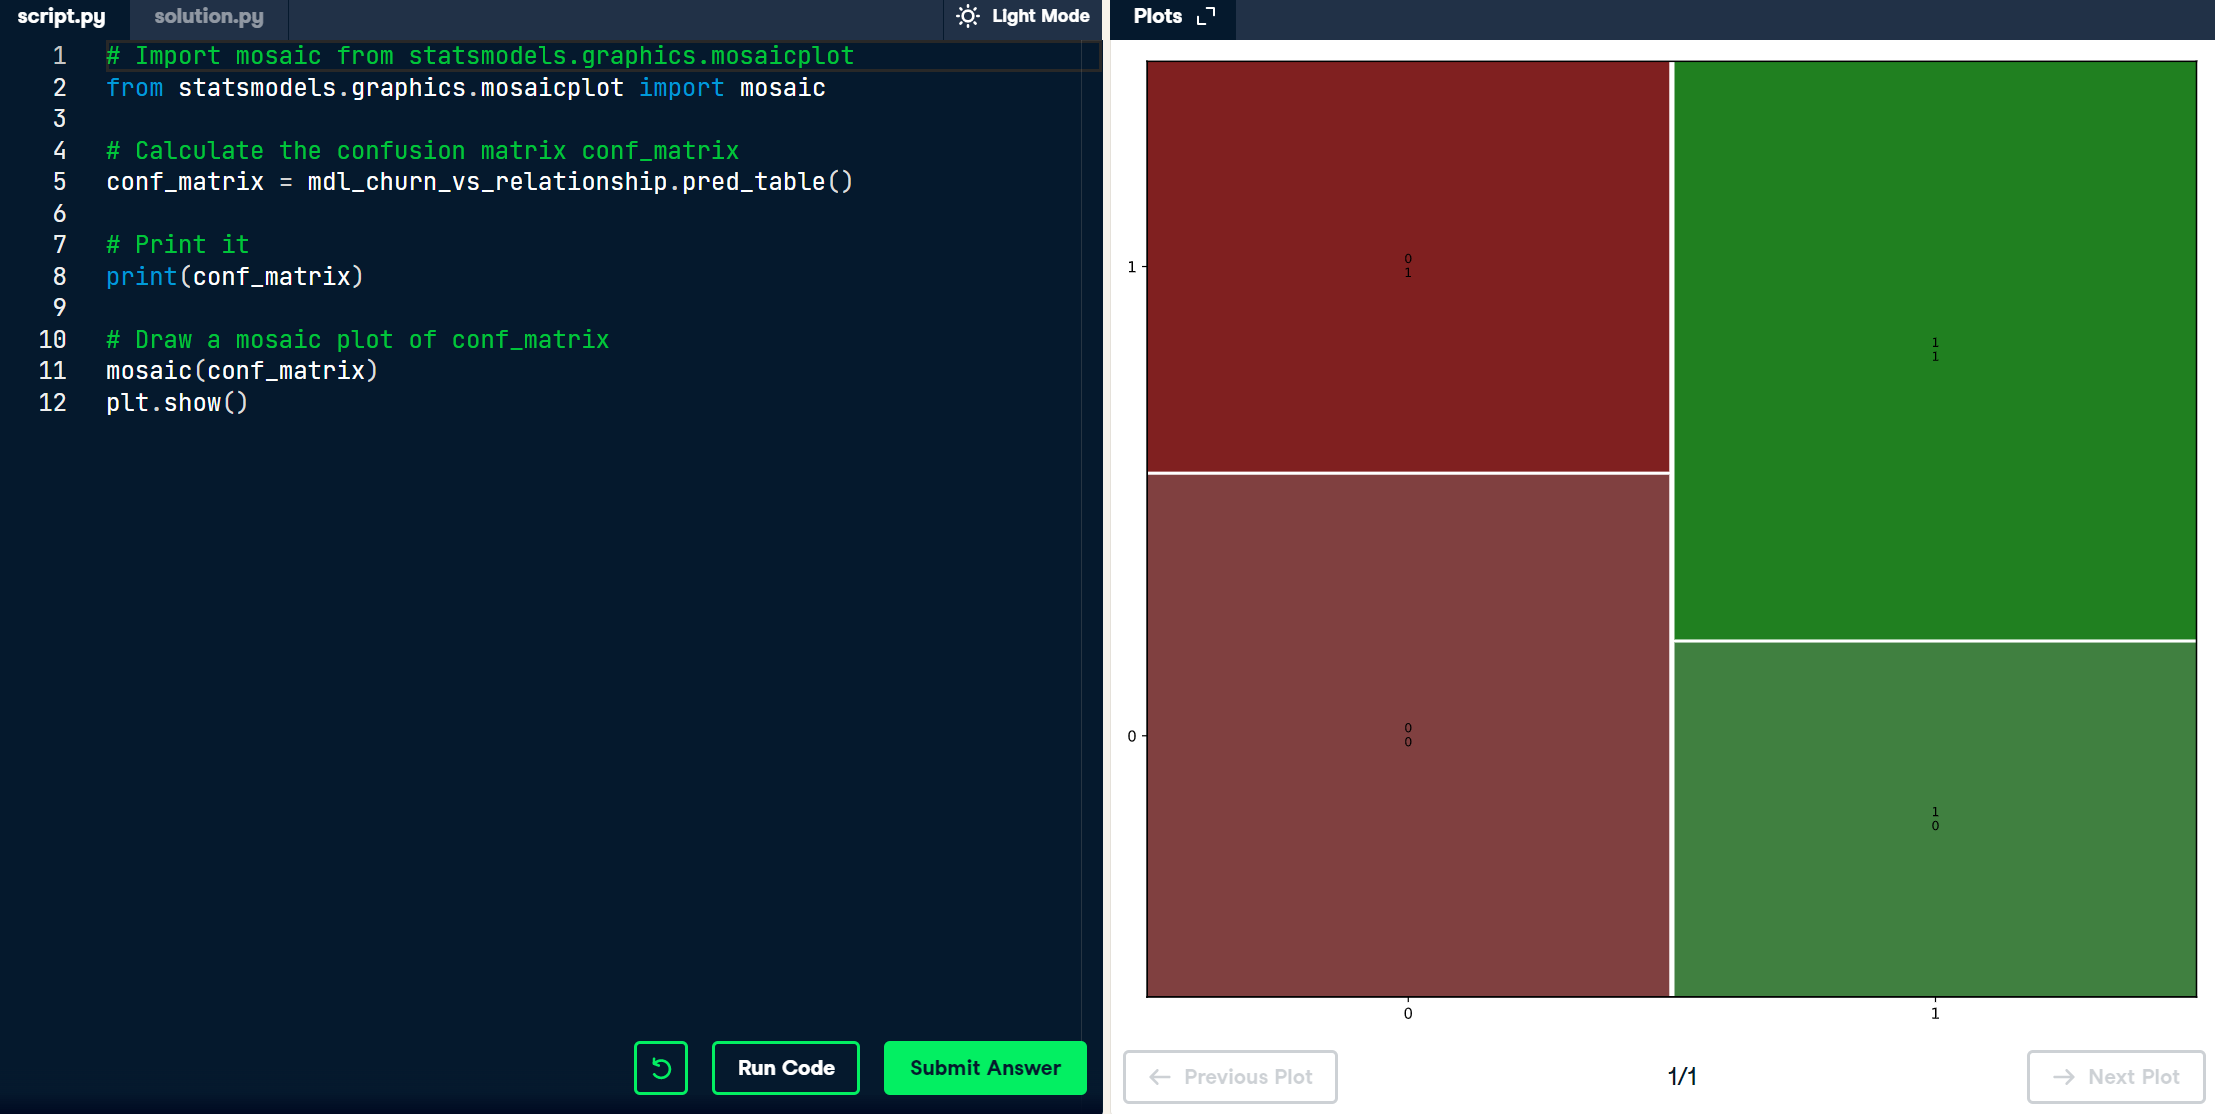 script.py
solution.py
Light Mode
1 # Import mosaic from statsmodels.graphics.mosaicplot
2 from statsmodels.graphics.mosaicplot import mosaic
3
4 # Calculate the confusion matrix conf_matrix
5 conf_matrix = mdl_churn_vs_relationship.pred_table()
6
7 # Print it
8 print(conf_matrix)
9
10 # Draw a mosaic plot of conf_matrix
11 mosaic(conf_matrix)
12 plt.show()
Run Code
Submit Answer
Plots
1
0
0
1
1
1
0
0
1
0
0
1
Previous Plot
1/1
Next Plot